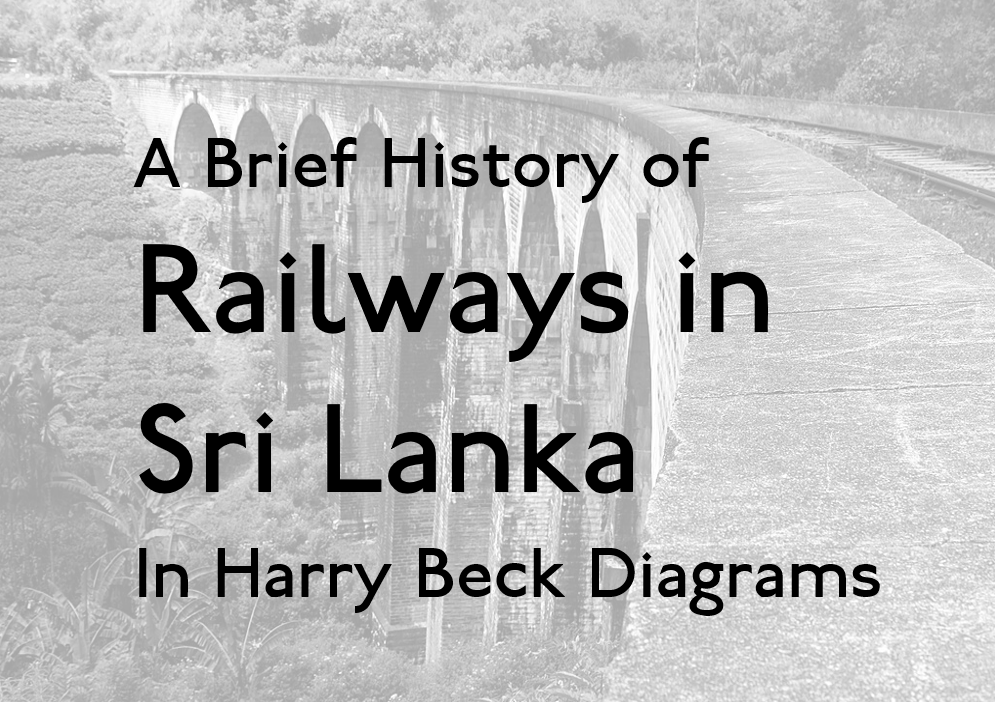 A Brief History of
Railways in
Sri Lanka
In Harry Beck Diagrams